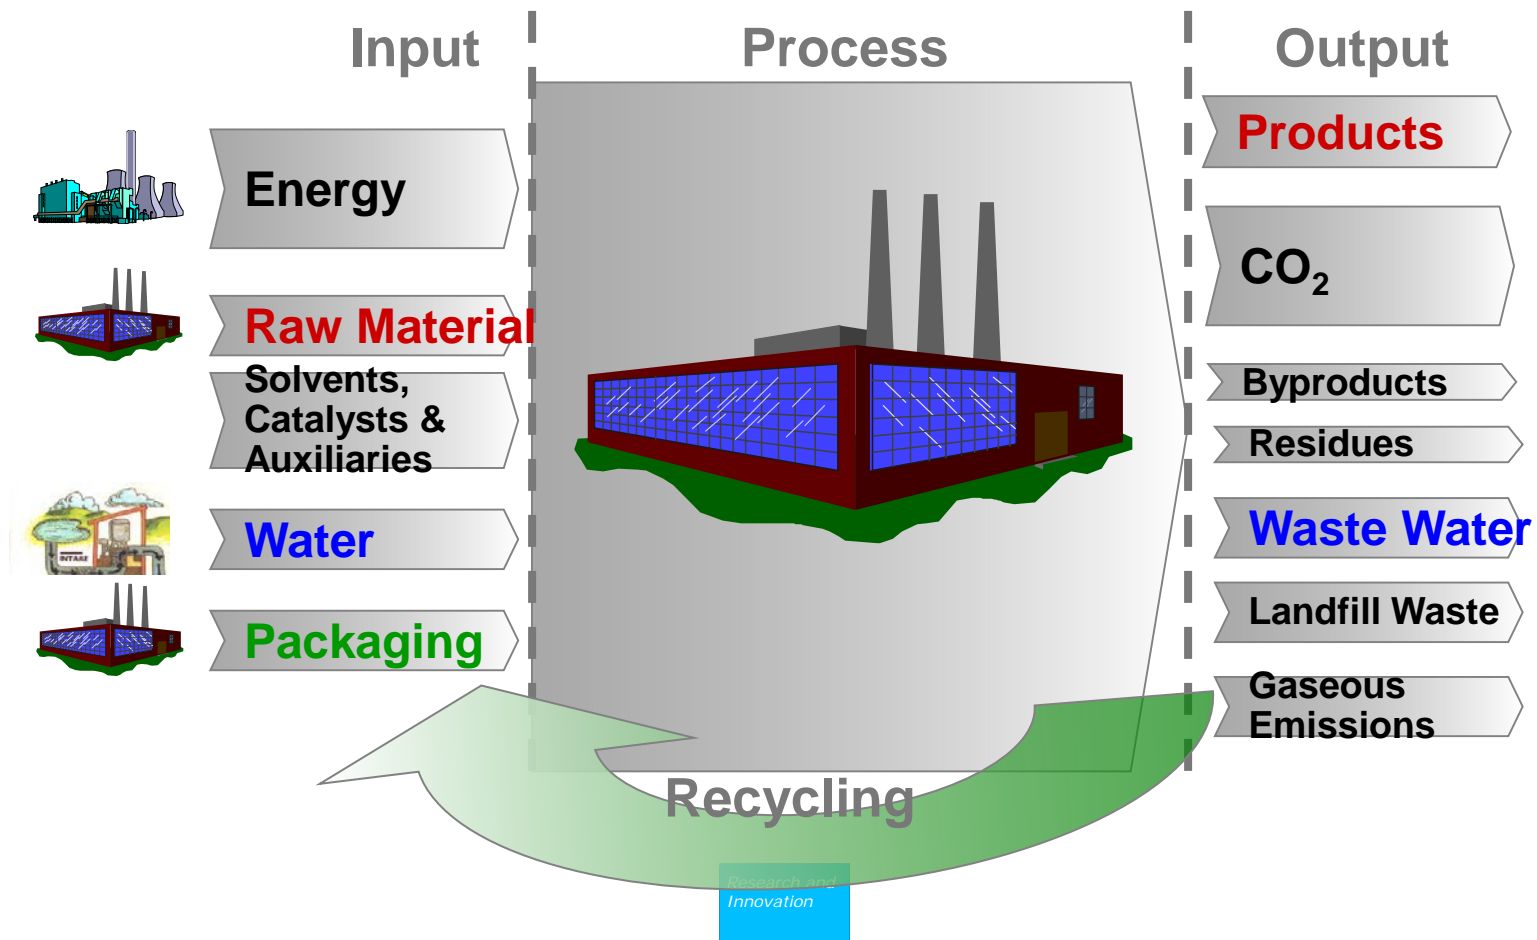 Input
Process
Output
Energy
Raw Material
Solvents,
Catalysts &
Auxiliaries
INTAKE
Water
Packaging
Products
CO₂
Byproducts
Residues
Waste Water
Landfill Waste
Gaseous
Emissions
Recycling
Research and
Innovation